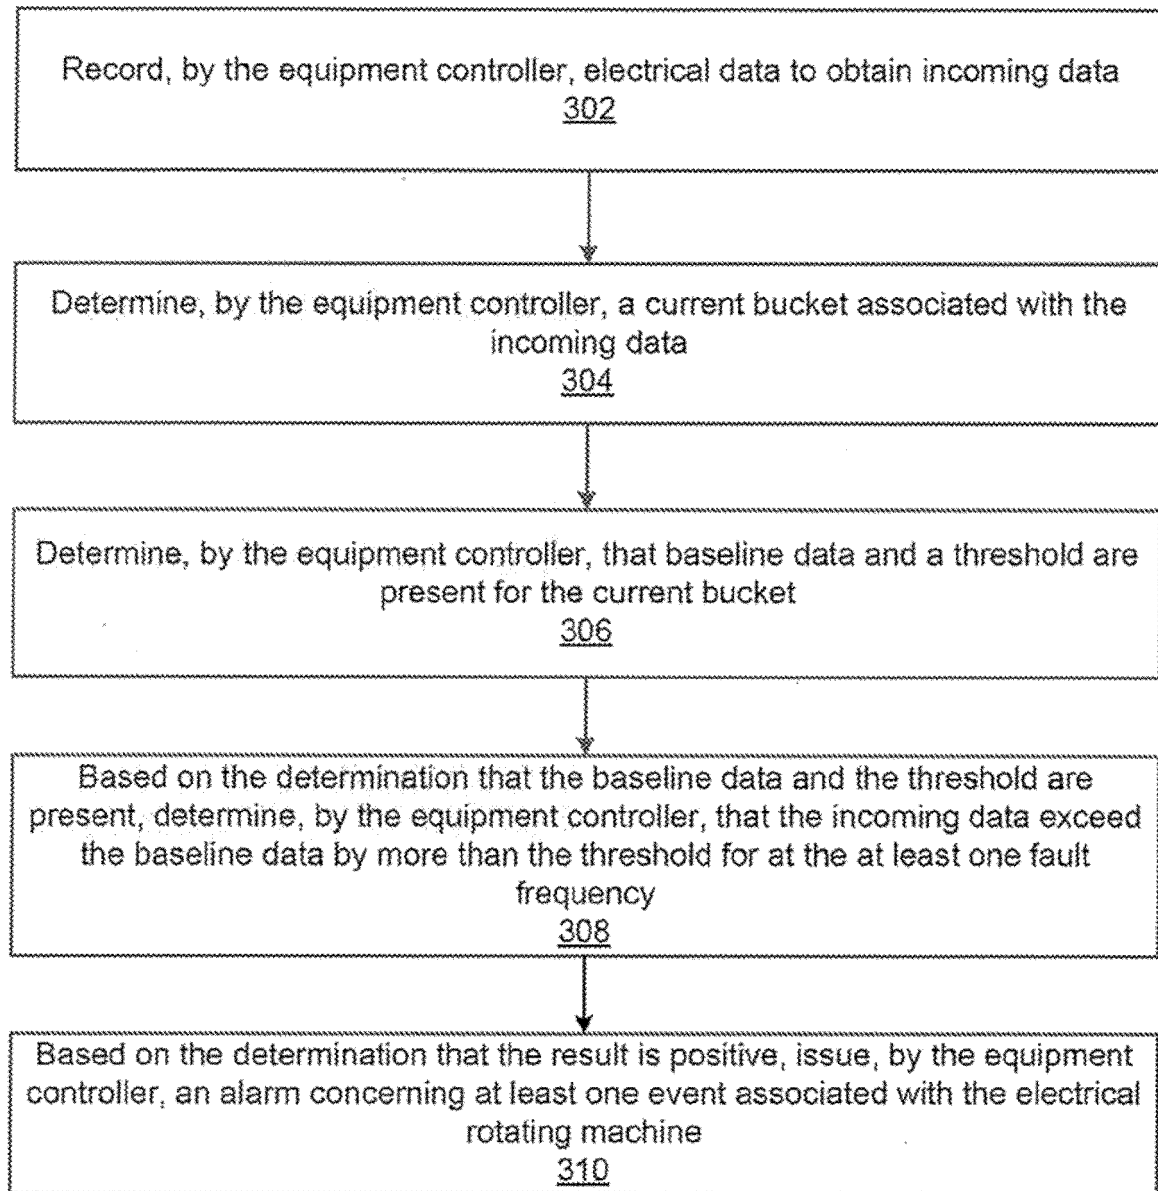 Record, by the equipment controller, electrical data to obtain incoming data
302
Determine, by the equipment controller, a current bucket associated with the
incoming data
304
Determine, by the equipment controller, that baseline data and a threshold are
present for the current bucket
306
Based on the determination that the baseline data and the threshold are
present, determine, by the equipment controller, that the incoming data exceed
the baseline data by more than the threshold for at the at least one fault
frequency
308
Based on the determination that the result is positive, issue, by the equipment
controller, an alarm concerning at least one event associated with the electrical
rotating machine
310